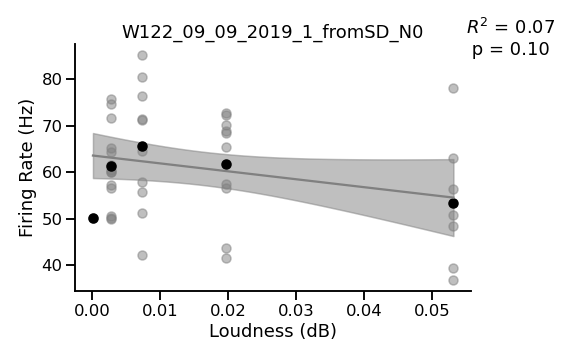 W122_09_09_2019_1_fromSD_N0
R² = 0.07
p = 0.10
Firing Rate (Hz)
80
70
60
50
40
0.00 0.01 0.02 0.03 0.04 0.05
Loudness (dB)